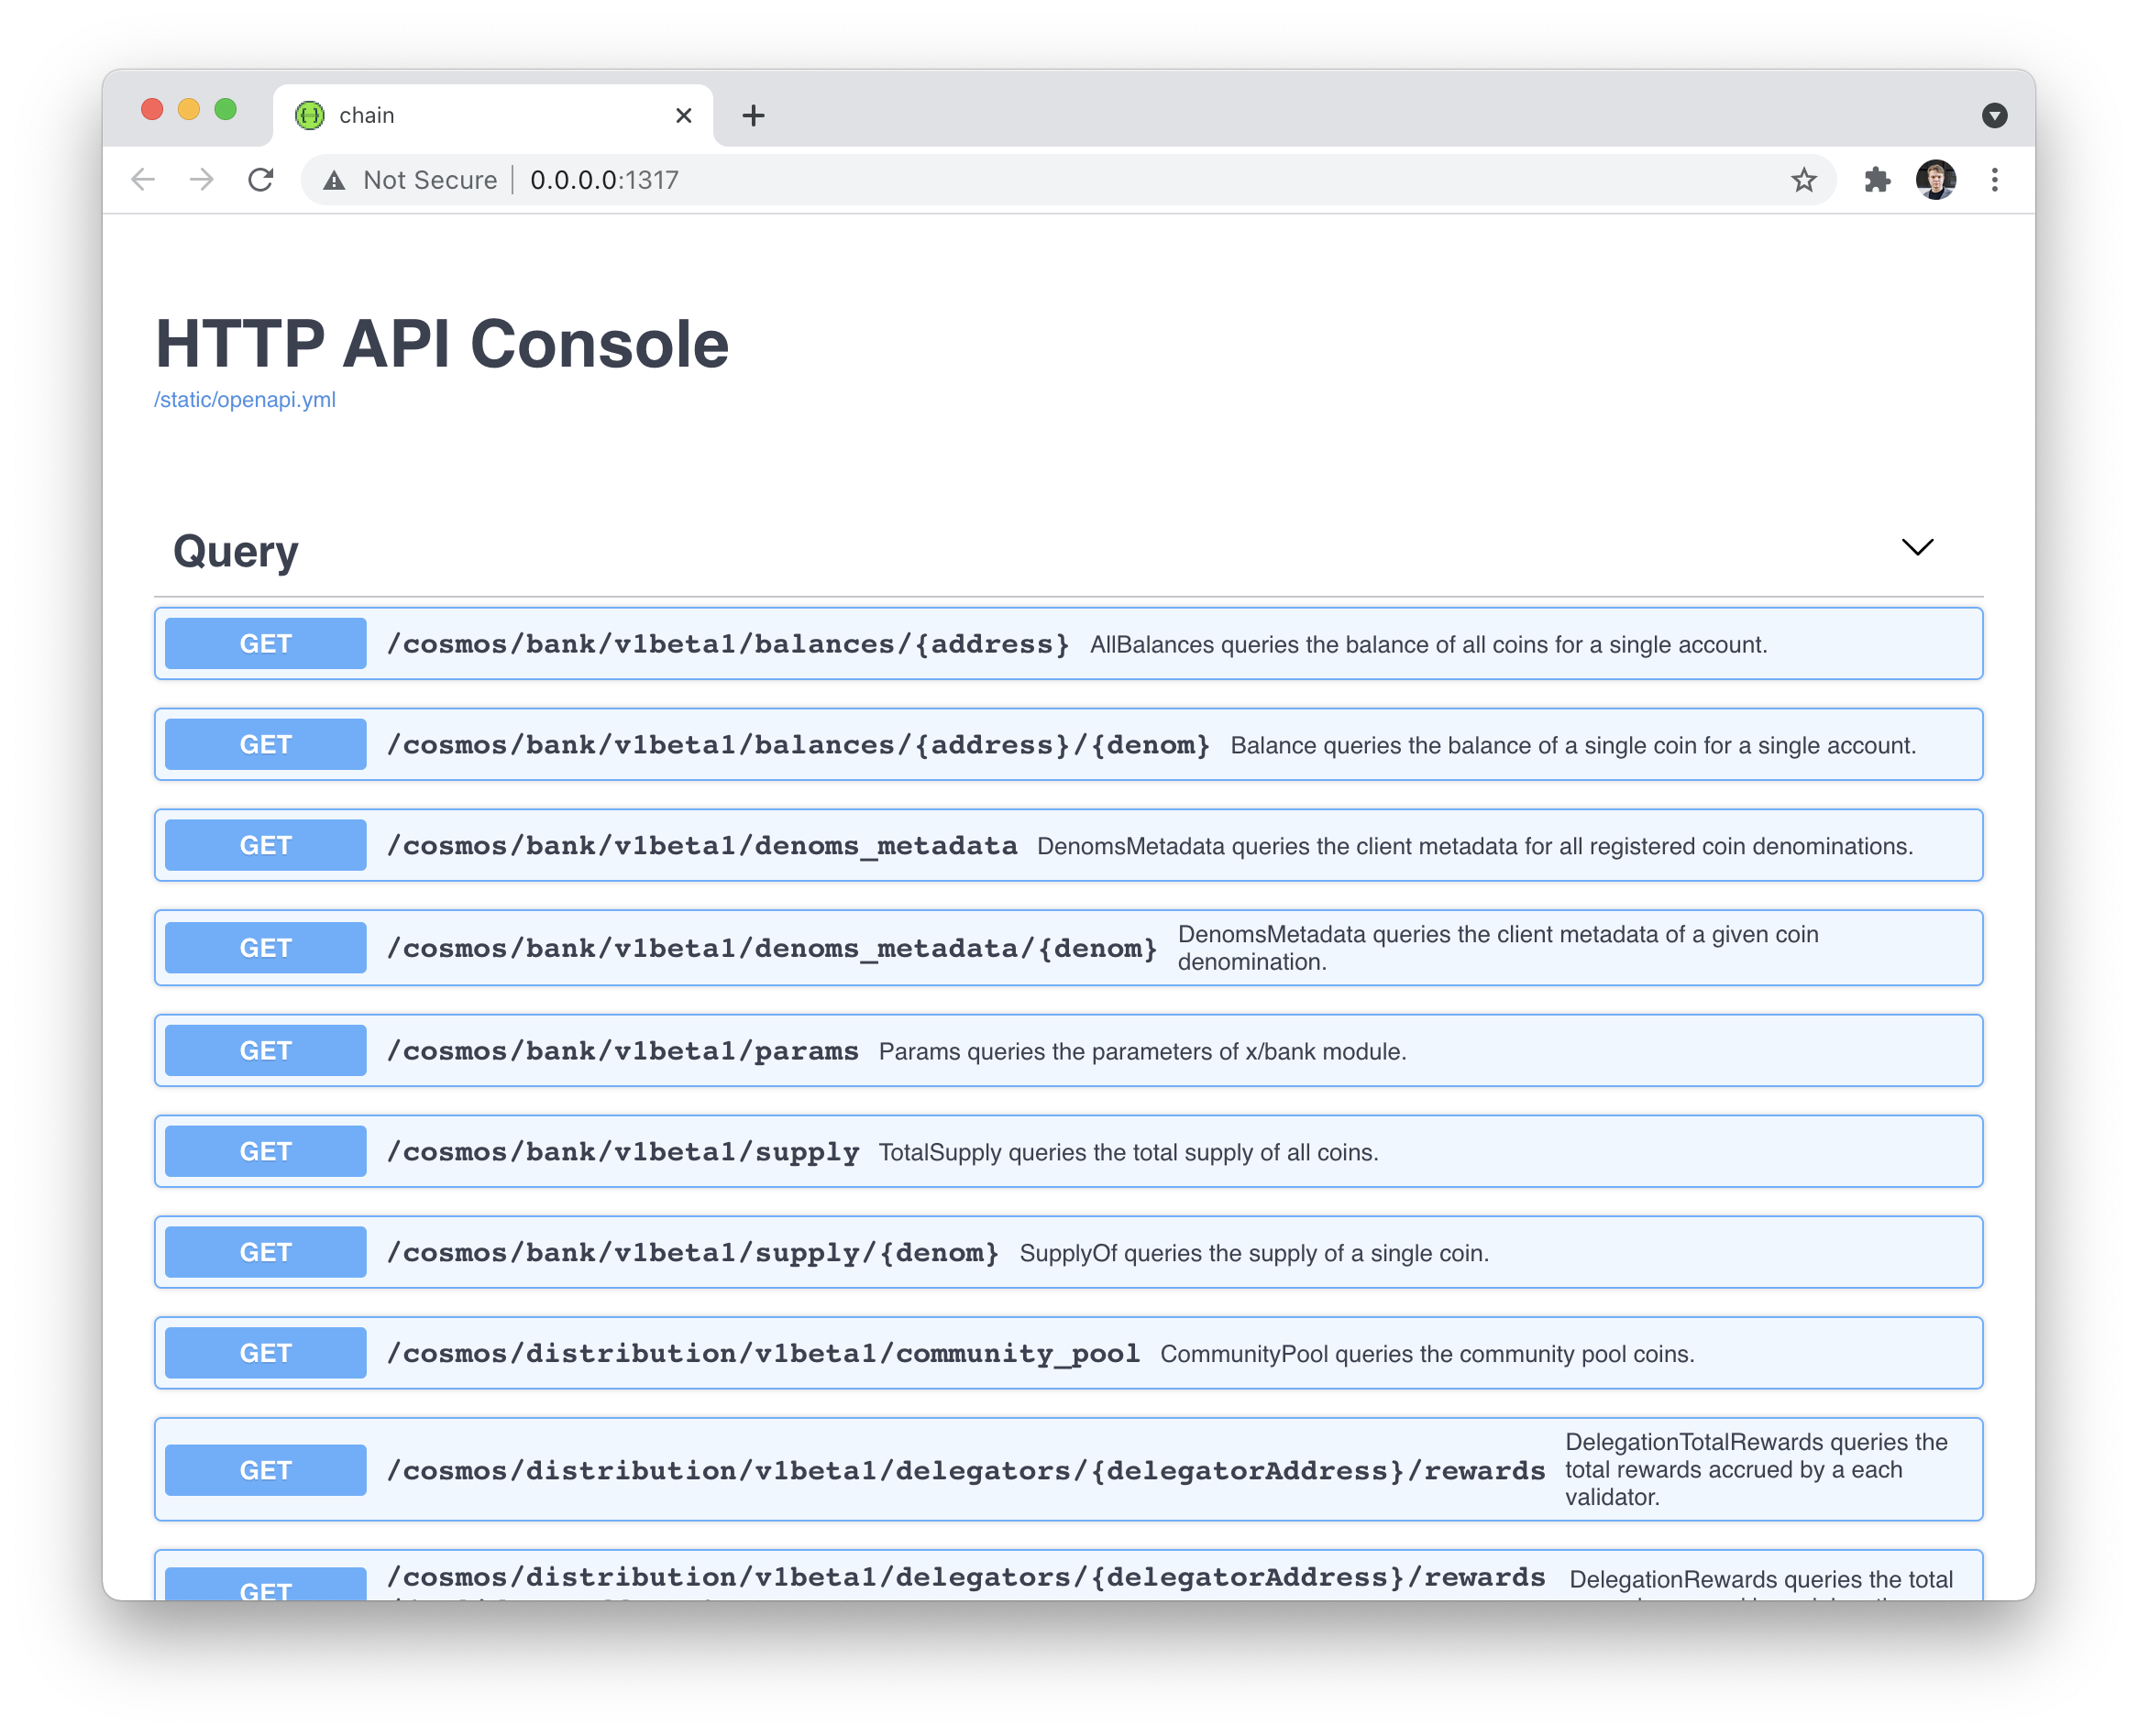 chain
Not Secure
0.0.0.0:1317
HTTP API Console
/static/openapi.yml
Query
GET /cosmos/bank/v1beta1/balances/{address} AllBalances queries the balance of all coins for a single account.
GET /cosmos/bank/v1beta1/balances/{address}/{denom} Balance queries the balance of a single coin for a single account.
GET /cosmos/bank/v1beta1/denoms_metadata DenomsMetadata queries the client metadata for all registered coin denominations.
GET /cosmos/bank/v1beta1/denoms_metadata/{denom} DenomsMetadata queries the client metadata of a given coin
denomination.
GET /cosmos/bank/v1beta1/params Params queries the parameters of x/bank module.
GET /cosmos/bank/v1beta1/supply TotalSupply queries the total supply of all coins.
GET /cosmos/bank/v1beta1/supply/{denom} SupplyOf queries the supply of a single coin.
GET /cosmos/distribution/v1beta1/community_pool CommunityPool queries the community pool coins.
GET /cosmos/distribution/v1beta1/delegators/{delegatorAddress}/rewards DelegationTotalRewards queries the
total rewards accrued by a each
validator.
GET /cosmos/distribution/v1beta1/delegators/{delegatorAddress}/rewards DelegationRewards queries the total